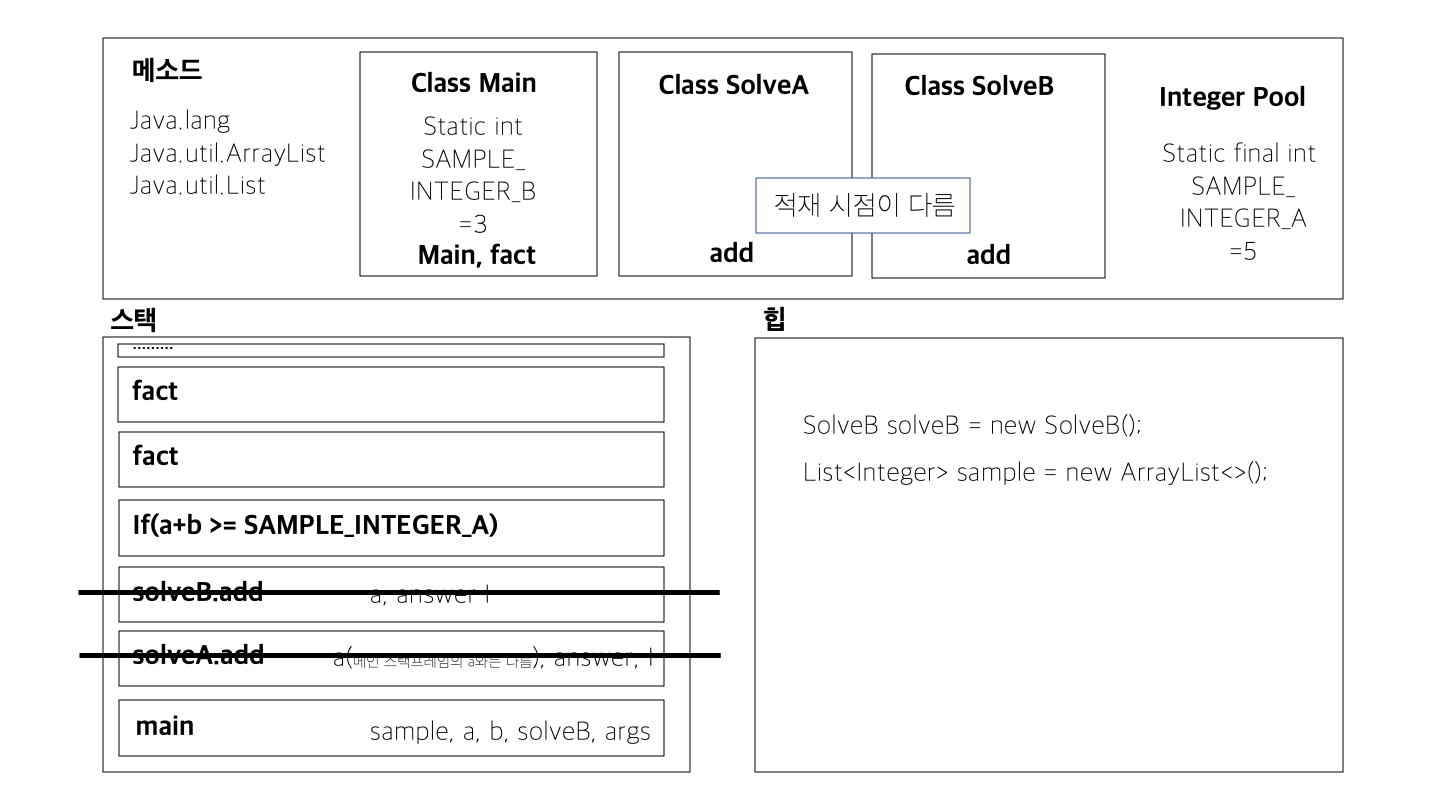 메소드
Java.lang
Java.util.ArrayList
Java.util.List
Class Main
Static int
SAMPLE_
INTEGER_B
=3
Main, fact
Class SolveA
add
Class SolveB
add
적재 시점이 다름
Integer Pool
Static final int
SAMPLE_
INTEGER_A
=5
스택
.........
fact
fact
If(a+b >= SAMPLE_INTEGER_A)
solveB.add a, answer I
solveA.add a(메인 스택프레임의 a와는 다름), answer, I
main sample, a, b, solveB, args
힙
SolveB solveB = new SolveB();
List<Integer> sample = new ArrayList<>();